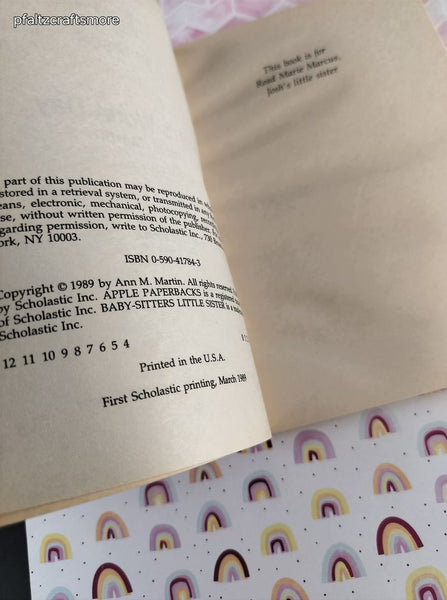 pfaltzcraftsmore
part of this publication may be reproduced in
stored in a retrieval system, or transmitted in any
eans, electronic, mechanical, photocopying,
se, without written permission of the publisher.
egarding permission, write to Scholastic Inc., 730
ork, NY 10003.
ISBN 0-590-41784-3
Copyright © 1989 by Ann M. Martin. All rights reserved
by Scholastic Inc. APPLE PAPERBACKS is a
of Scholastic Inc. BABY-SITTERS LITTLE SISTER is a
Scholastic Inc.
12 11 10 9 8 7 6 5 4
Printed in the U.S.A.
First Scholastic printing, March 1989
This book is for
Read Marie Marcus,
Josh's little sister